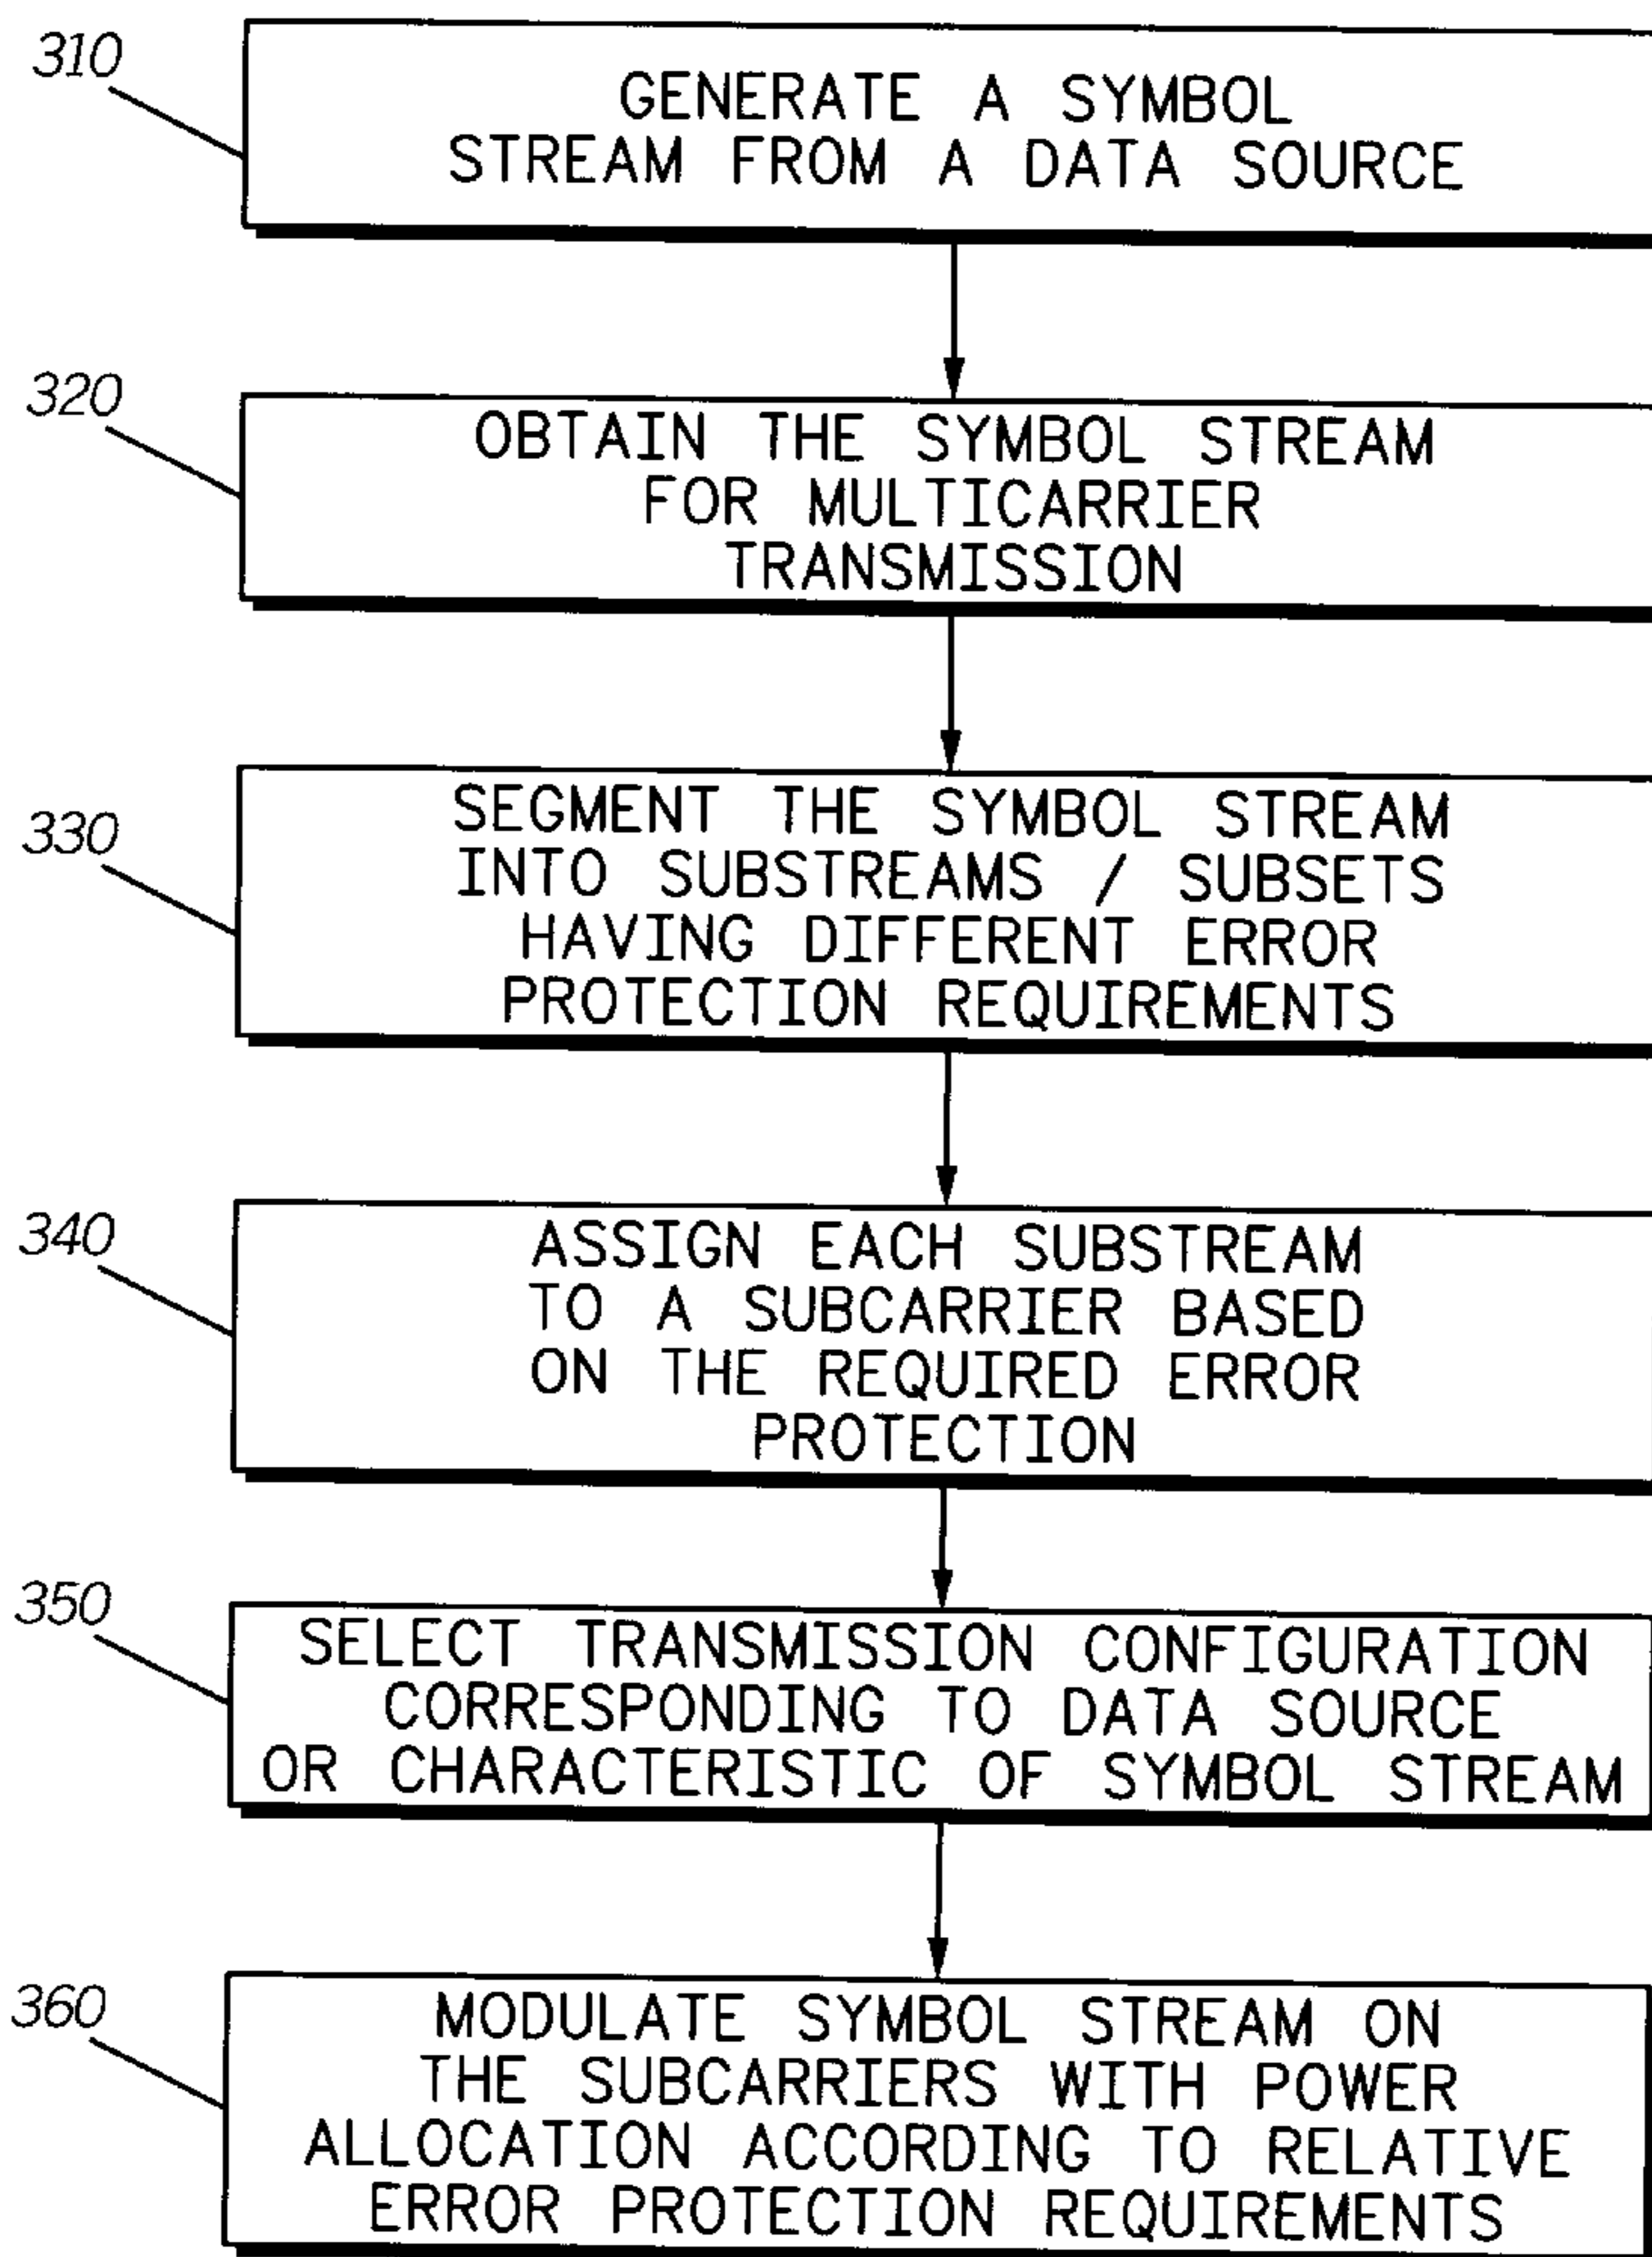 310
GENERATE A SYMBOL
STREAM FROM A DATA SOURCE
320
OBTAIN THE SYMBOL STREAM
FOR MULTICARRIER
TRANSMISSION
330
SEGMENT THE SYMBOL STREAM
INTO SUBSTREAMS / SUBSETS
HAVING DIFFERENT ERROR
PROTECTION REQUIREMENTS
340
ASSIGN EACH SUBSTREAM
TO A SUBCARRIER BASED
ON THE REQUIRED ERROR
PROTECTION
350
SELECT TRANSMISSION CONFIGURATION
CORRESPONDING TO DATA SOURCE
OR CHARACTERISTIC OF SYMBOL STREAM
360
MODULATE SYMBOL STREAM ON
THE SUBCARRIERS WITH POWER
ALLOCATION ACCORDING TO RELATIVE
ERROR PROTECTION REQUIREMENTS